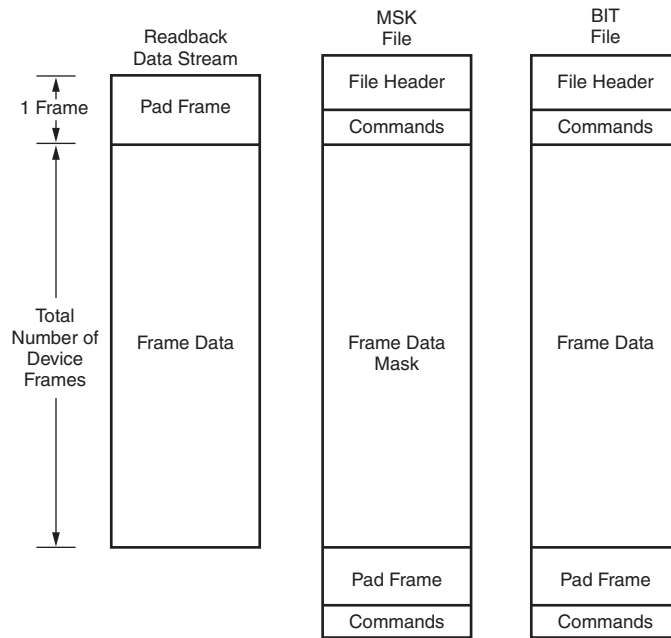 Readback
Data Stream
MSK
File
BIT
File
1 Frame
Pad Frame
File Header
Commands
File Header
Commands
Total
Number of
Device
Frames
Frame Data
Frame Data
Mask
Frame Data
Pad Frame
Commands
Pad Frame
Commands